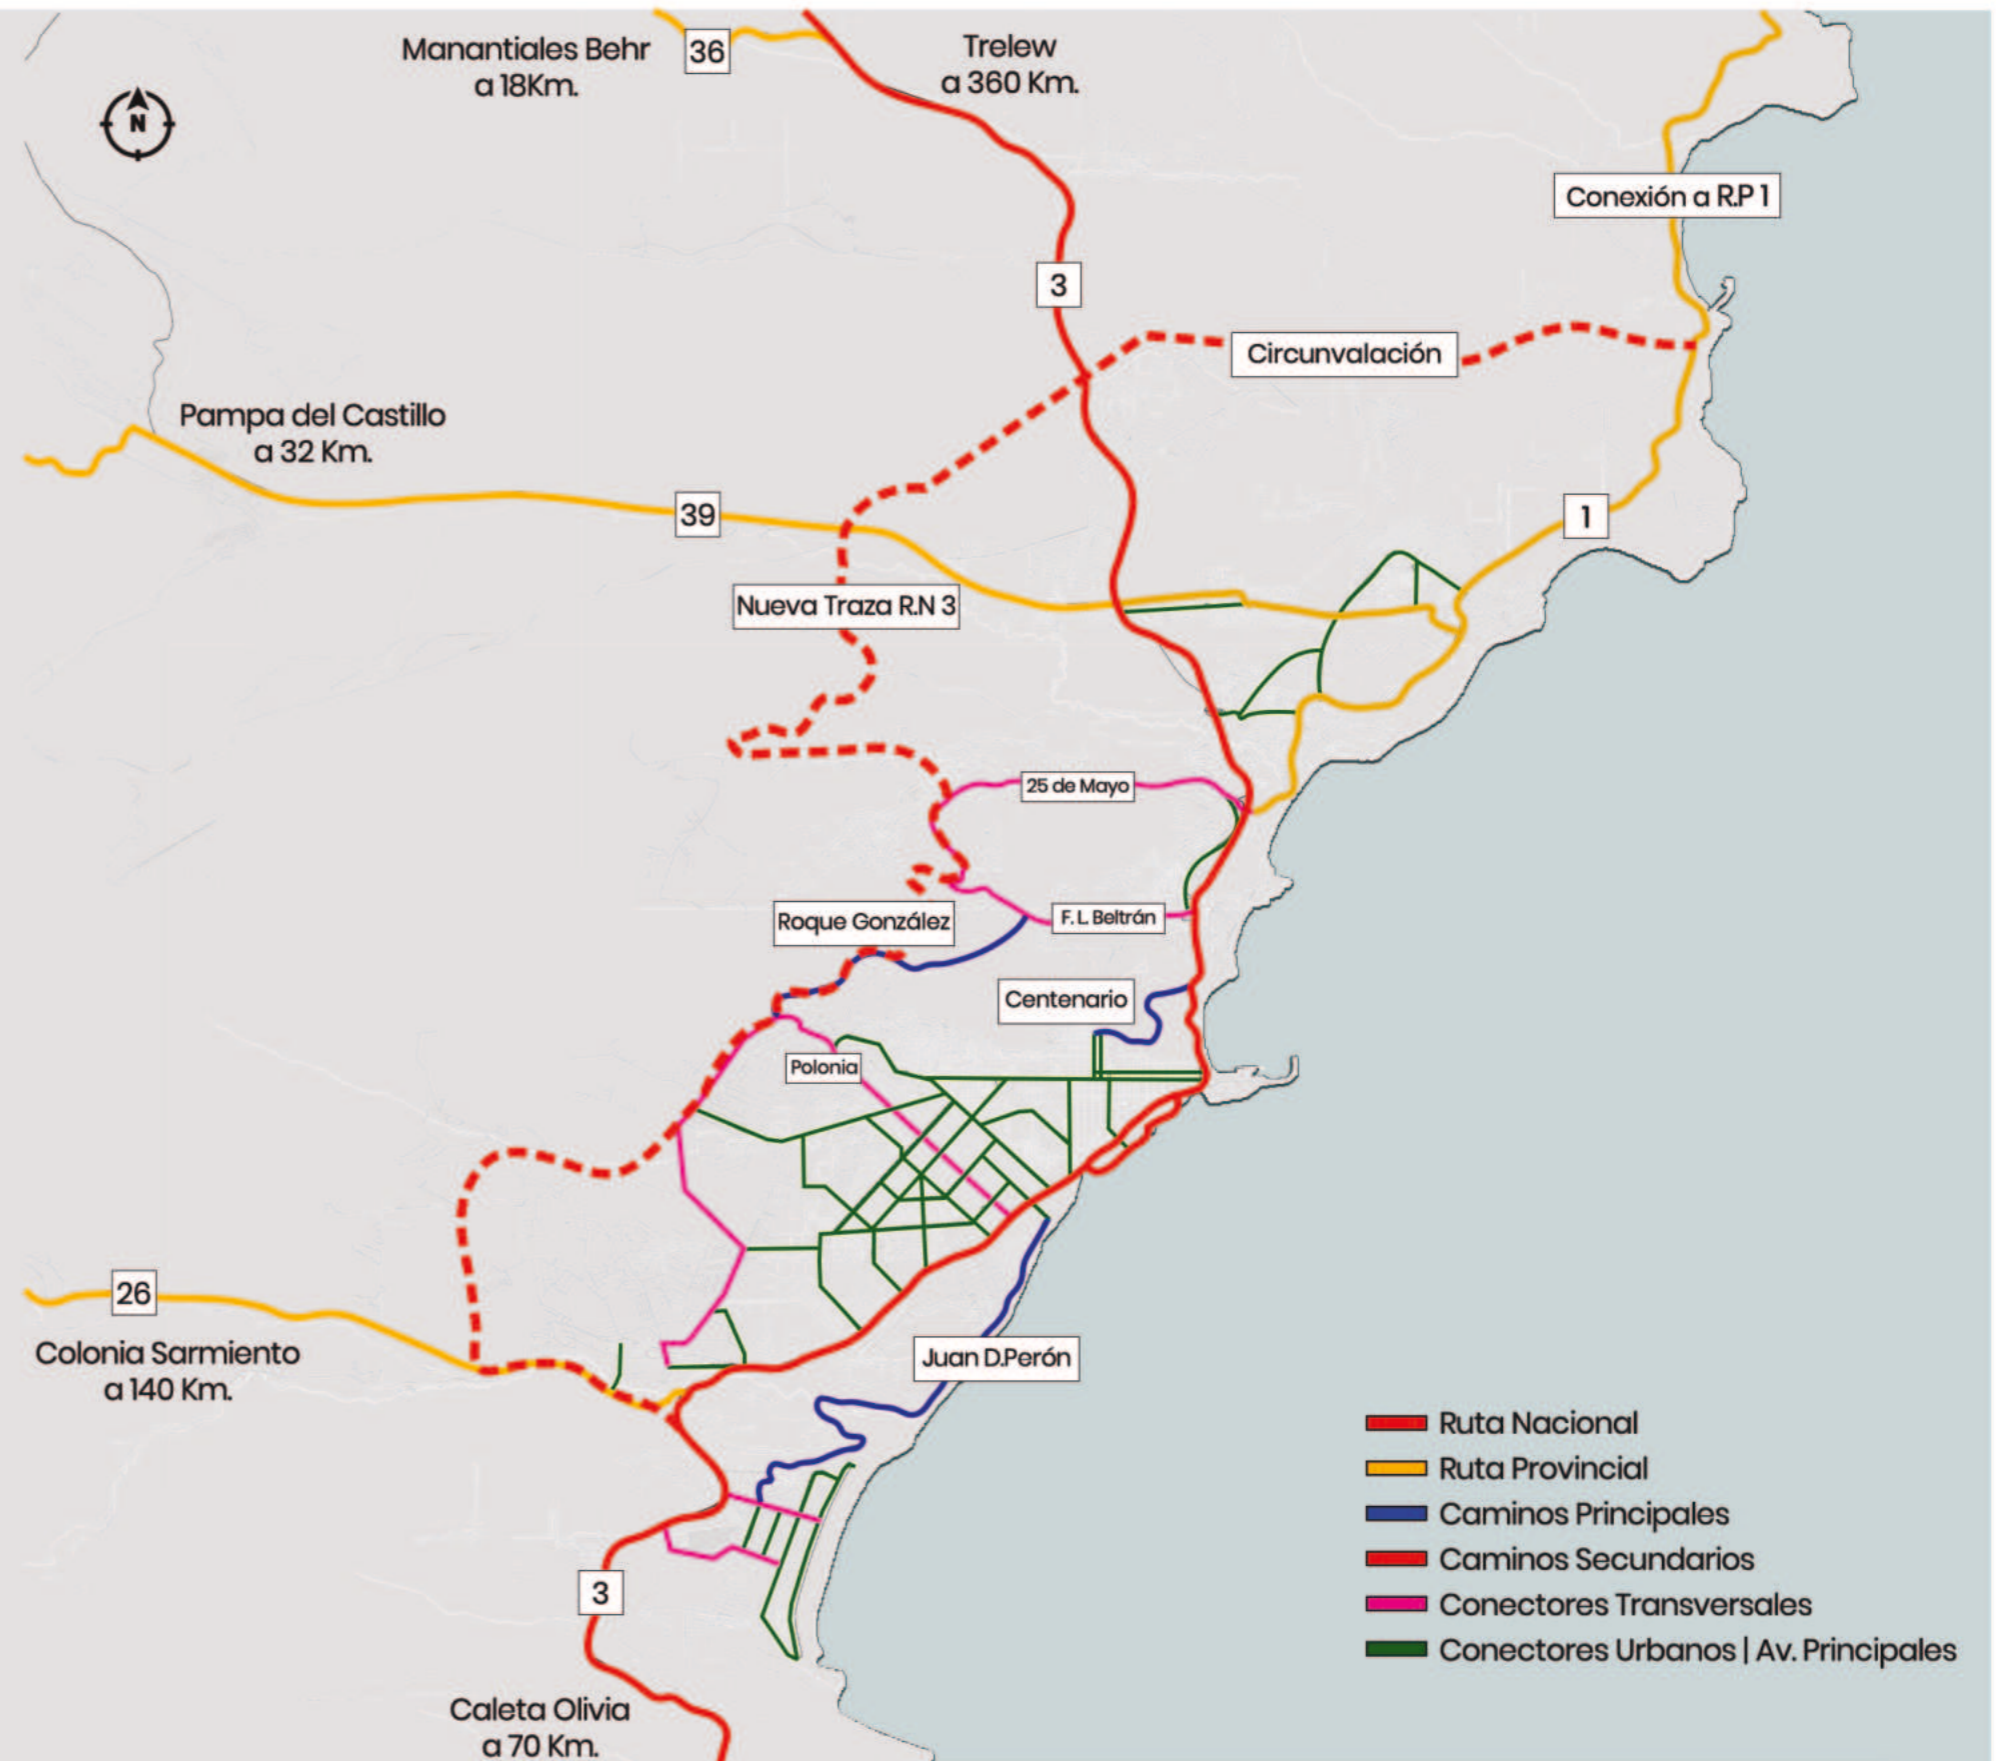 Manantiales Behr
a 18Km.
36
Trelew
a 360 Km.
N
Conexión a R.P 1
3
Circunvalación
Pampa del Castillo
a 32 Km.
39
1
Nueva Traza R.N 3
25 de Mayo
Roque González
F. L. Beltrán
Centenario
Polonia
26
Colonia Sarmiento
a 140 Km.
Juan D.Perón
3
Caleta Olivia
a 70 Km.
Ruta Nacional
Ruta Provincial
Caminos Principales
Caminos Secundarios
Conectores Transversales
Conectores Urbanos | Av. Principales